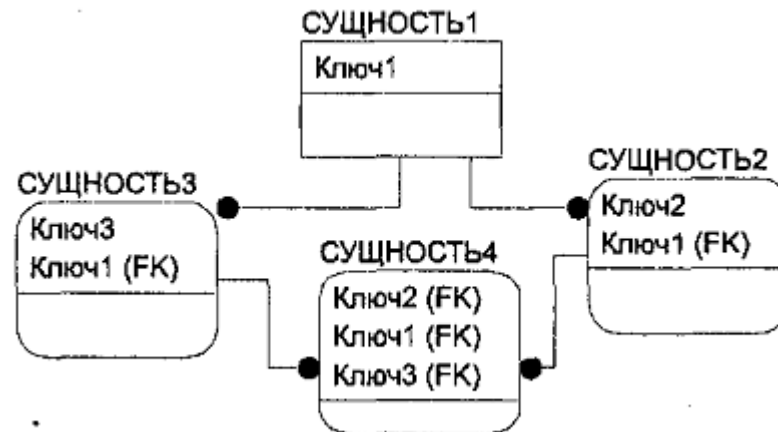 СУЩНОСТЬ1
Ключ1
СУЩНОСТЬ3
Ключ3
Ключ1 (FK)
СУЩНОСТЬ2
Ключ2
Ключ1 (FK)
СУЩНОСТЬ4
Ключ2 (FK)
Ключ1 (FK)
Ключ3 (FK)